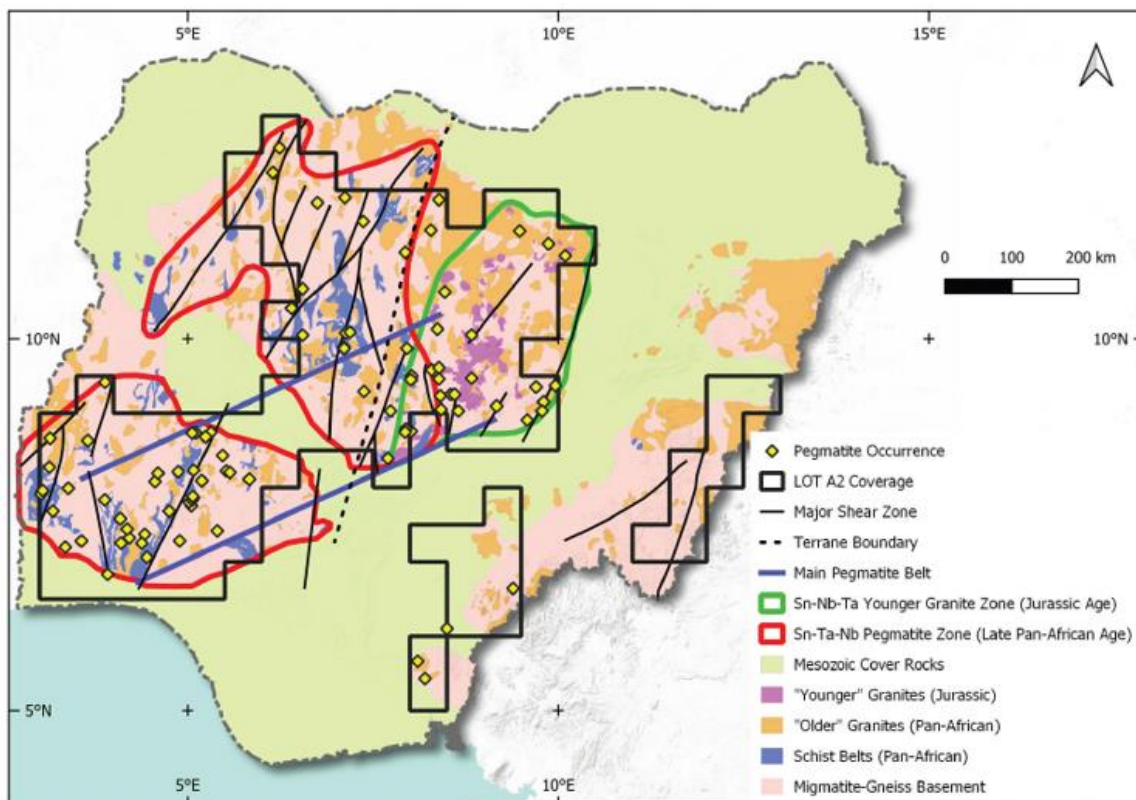 5°E
10°E
15°E
0 100 200 km
10°N
10°N
Pegmatite Occurrence
LOT A2 Coverage
Major Shear Zone
Terrane Boundary
Main Pegmatite Belt
Sn-Nb-Ta Younger Granite Zone (Jurassic Age)
Sn-Ta-Nb Pegmatite Zone (Late Pan-African Age)
Mesozoic Cover Rocks
"Younger" Granites (Jurassic)
5°N
"Older" Granites (Pan-African)
Schist Belts (Pan-African)
5°E
10°E
Migmatite-Gneiss Basement